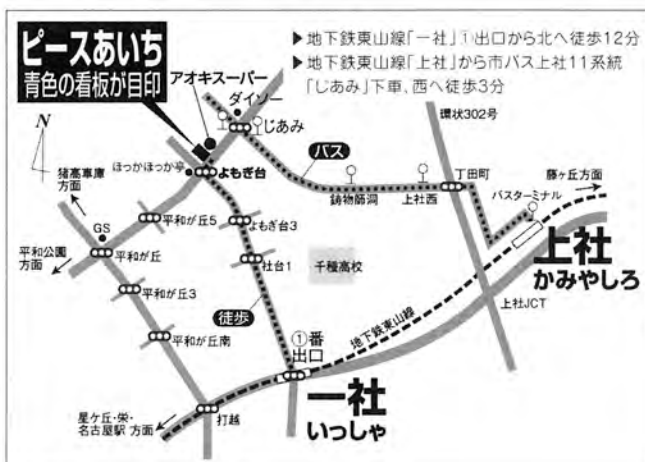 ピースあいち
青色の看板が目印
▶地下鉄東山線「一社」①出口から北へ徒歩12分
▶地下鉄東山線「上社」から市バス上社11系統
「じあみ」下車、西へ徒歩3分
アオキスーパー
ダイソー
じあみ
環状302号
N
バス
猪高車庫
方面
ほっかほっか亭
よもぎ台
鋳物師洞
上社西
丁田町
藤ヶ丘方面
バスターミナル
GS
平和が丘5
よもぎ台3
平和公園
方面
平和が丘
社台1
千種高校
上社
かみやしろ
平和が丘3
徒歩
上社JCT
平和が丘南
①番
出口
地下鉄東山線
一社
いっしゃ
星ケ丘・栄・
名古屋駅 方面
打越